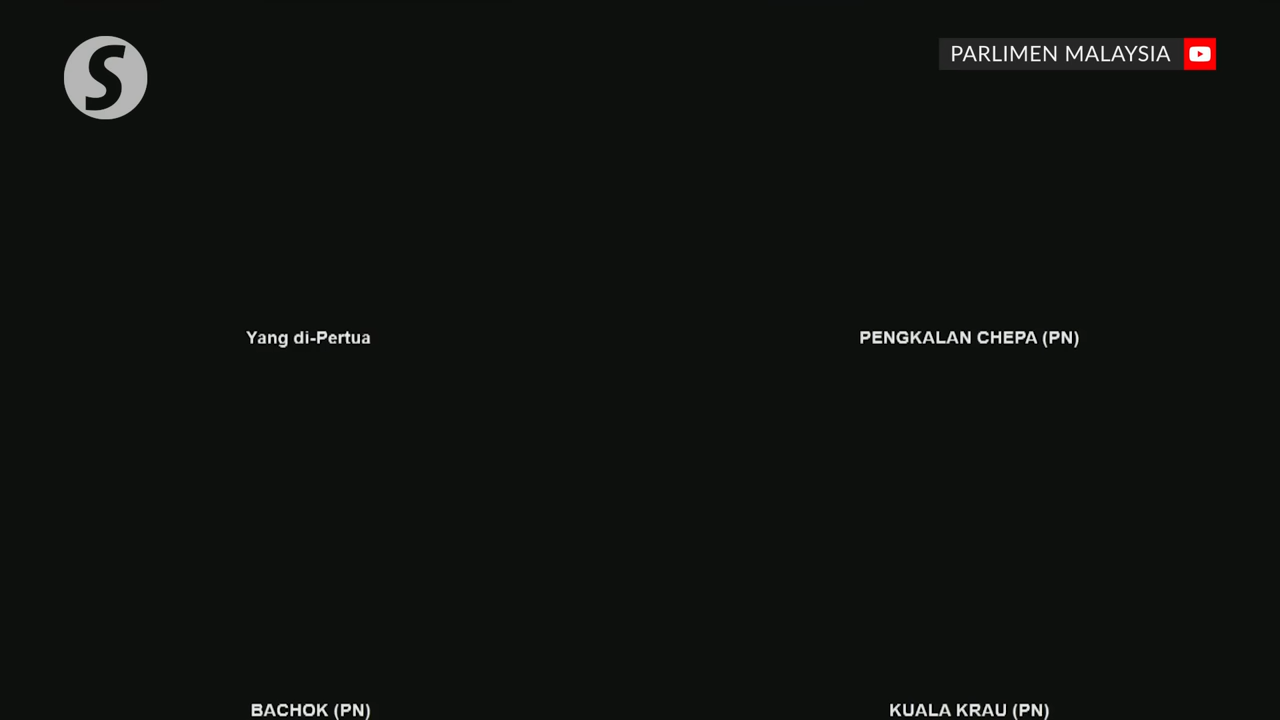 S
PARLIMEN MALAYSIA
Yang di-Pertua
PENGKALAN CHEPA (PN)
BACHOK (PN)
KUALA KRAU (PN)